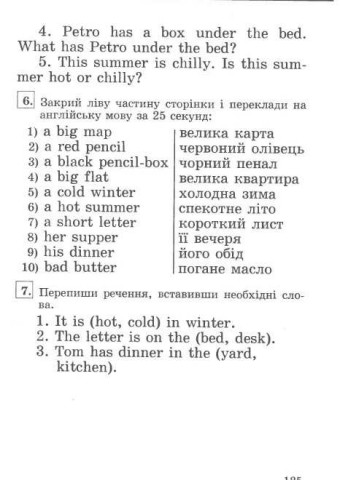 4. Petro has a box under the bed.
What has Petro under the bed?
5. This summer is chilly. Is this sum-
mer hot or chilly?
6. Закрий ліву частину сторінки і переклади на
англійську мову за 25 секунд:
1) a big map велика карта
2) a red pencil червоний олівець
3) a black pencil-box чорний пенал
4) a big flat велика квартира
5) a cold winter холодна зима
6) a hot summer спекотне літо
7) a short letter короткий лист
8) her supper її вечеря
9) his dinner його обід
10) bad butter погане масло
7. Перепиши речення, вставивши необхідні сло-
ва.
1. It is (hot, cold) in winter.
2. The letter is on the (bed, desk).
3. Tom has dinner in the (yard,
kitchen).